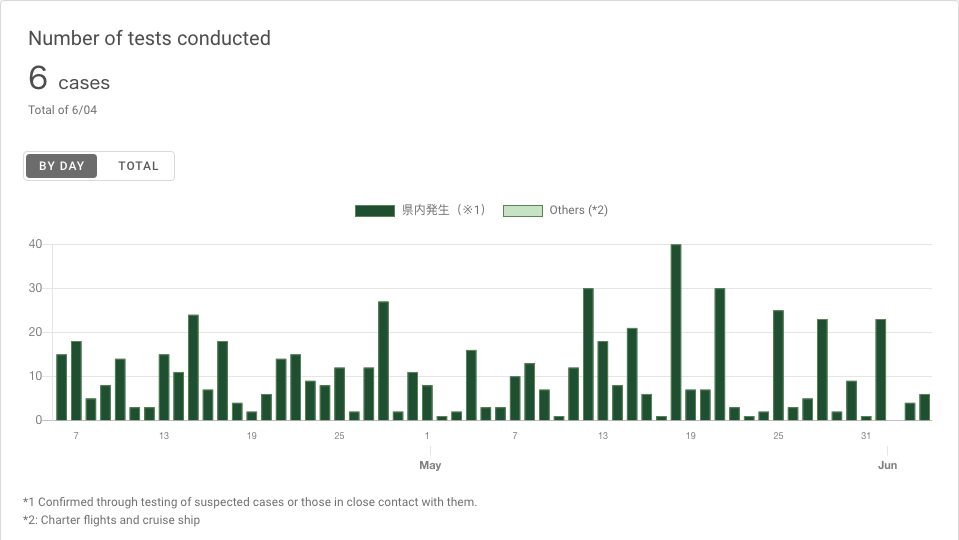 Number of tests conducted
6 cases
Total of 6/04
BY DAY TOTAL
県内発生（※1） Others (*2)
40
30
20
10
0
7 13 19 25 1 7 13 19 25 31
May Jun
*1 Confirmed through testing of suspected cases or those in close contact with them.
*2: Charter flights and cruise ship